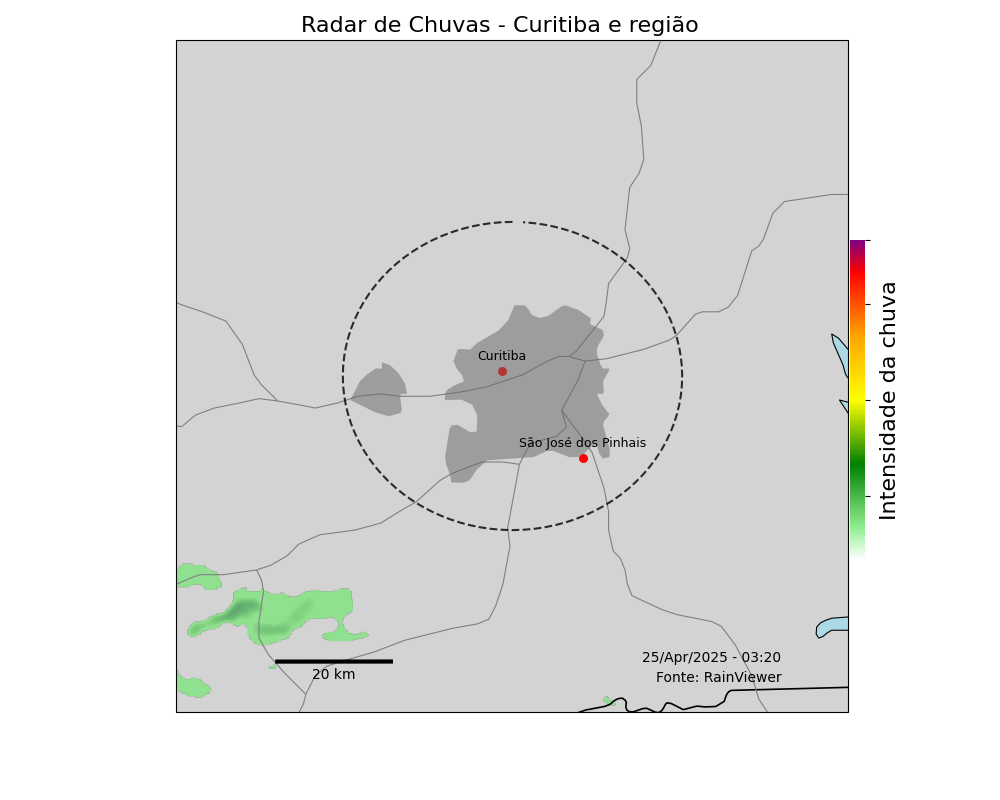 Radar de Chuvas - Curitiba e região
Curitiba
São José dos Pinhais
Intensidade da chuva
25/Apr/2025 - 03:20
Fonte: RainViewer
20 km